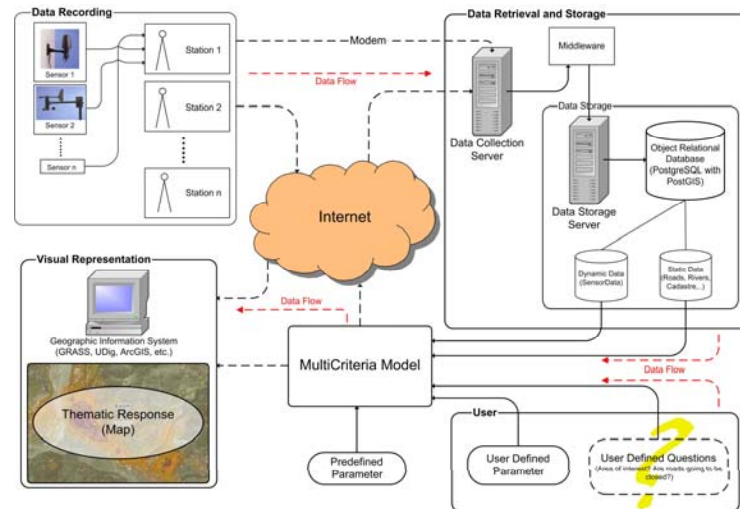 Data Recording
Sensor 1
Sensor 2
Sensor n
Station 1
Station 2
Station n
Modem
Data Flow
Internet
Data Retrieval and Storage
Data Collection
Server
Middleware
Data Storage
Data Storage
Server
Object Relational
Database
(PostgreSQL with
PostGIS)
Dynamic Data
(SensorData)
Static Data
(Roads, Rivers,
Cadastre,..)
Visual Representation
Geographic Information System
(GRASS, UDig, ArcGIS, etc.)
Thematic Response
(Map)
Data Flow
MultiCriteria Model
Predefined
Parameter
Data Flow
User
User Defined
Parameter
User Defined Questions
(Area of interest? Are roads going to be
closed?)
?